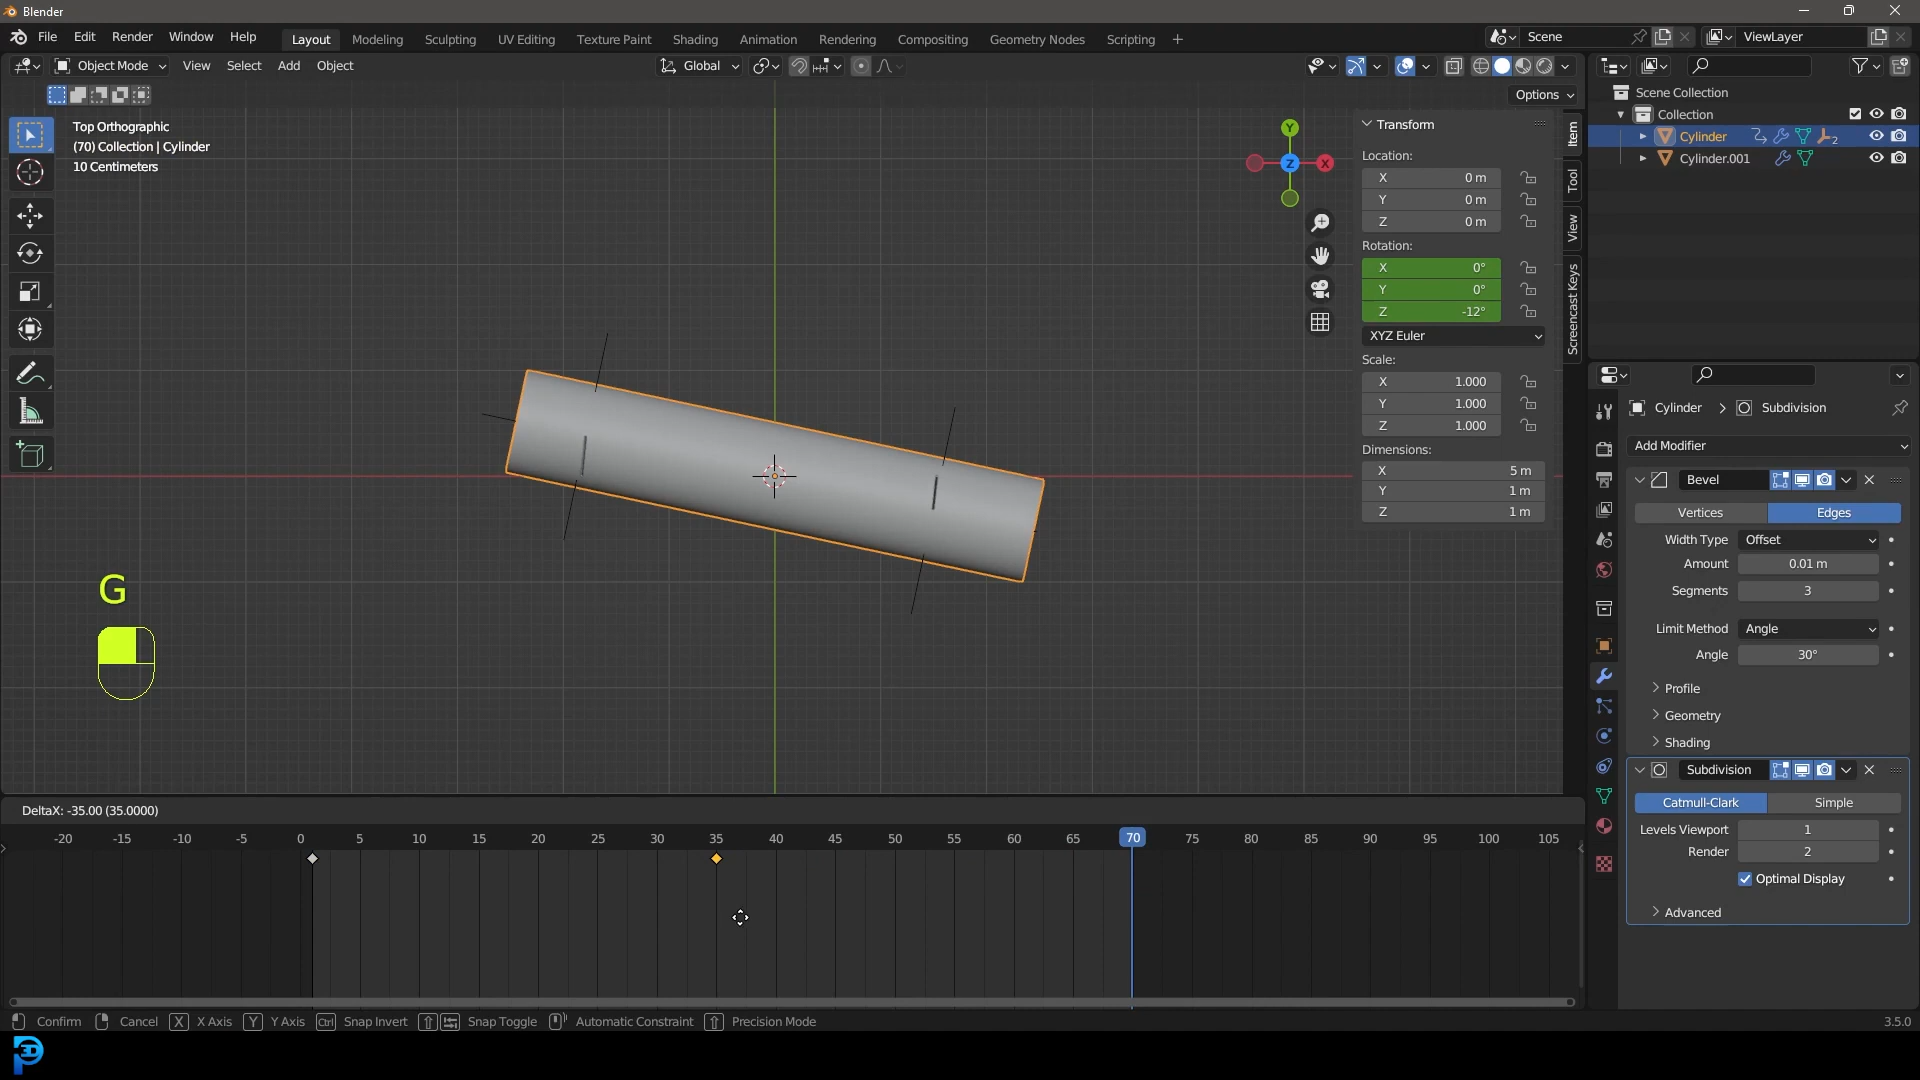 Blender
File Edit Render Window Help Layout Modeling Sculpting UV Editing Texture Paint Shading Animation Rendering Compositing Geometry Nodes Scripting + Scene ViewLayer
Object Mode View Select Add Object Global
Options
Top Orthographic
(70) Collection | Cylinder
10 Centimeters
Y
Z X
Transform
Location:
X 0 m
Y 0 m
Z 0 m
Rotation:
X 0°
Y 0°
Z -12°
XYZ Euler
Scale:
X 1.000
Y 1.000
Z 1.000
Dimensions:
X 5 m
Y 1 m
Z 1 m
Item
Tool
View
Screencast Keys
Scene Collection
Collection
Cylinder 2
Cylinder.001
Cylinder > Subdivision
Add Modifier
Bevel
Vertices Edges
Width Type Offset
Amount 0.01 m
Segments 3
Limit Method Angle
Angle 30°
Profile
Geometry
Shading
Subdivision
Catmull-Clark Simple
Levels Viewport 1
Render 2
Optimal Display
Advanced
G
DeltaX: -35.00 (35.0000)
-20 -15 -10 -5 0 5 10 15 20 25 30 35 40 45 50 55 60 65 70 75 80 85 90 95 100 105
Confirm Cancel X X Axis Y Y Axis Ctrl Snap Invert Snap Toggle Automatic Constraint Precision Mode 3.5.0
3D